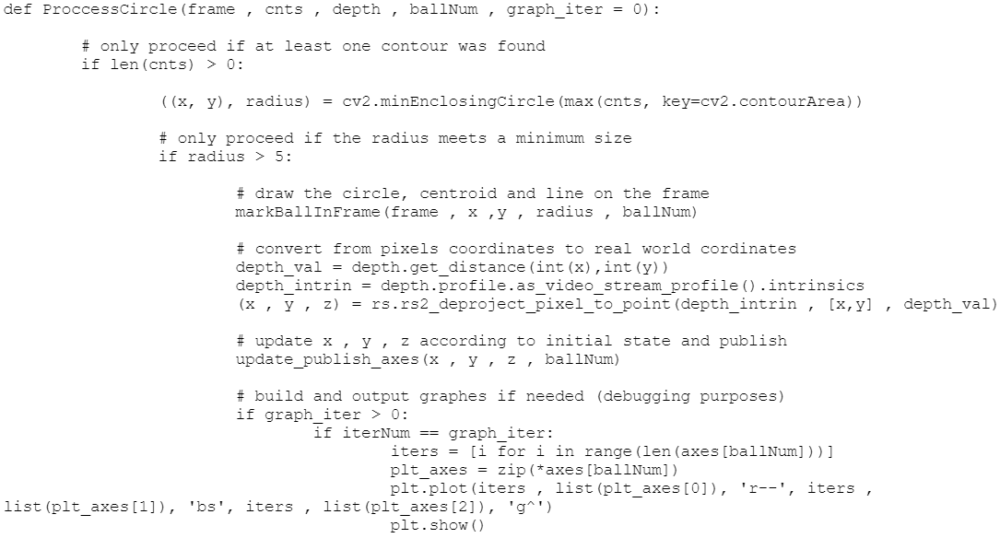 def ProccessCircle(frame , cnts , depth , ballNum , graph_iter = 0):
# only proceed if at least one contour was found
if len(cnts) > 0:
((x, y), radius) = cv2.minEnclosingCircle(max(cnts, key=cv2.contourArea))
# only proceed if the radius meets a minimum size
if radius > 5:
# draw the circle, centroid and line on the frame
markBallInFrame(frame , x ,y , radius , ballNum)
# convert from pixels coordinates to real world cordinates
depth_val = depth.get_distance(int(x),int(y))
depth_intrin = depth.profile.as_video_stream_profile().intrinsics
(x , y , z) = rs.rs2_deproject_pixel_to_point(depth_intrin , [x,y] , depth_val)
# update x , y , z according to initial state and publish
update_publish_axes(x , y , z , ballNum)
# build and output graphes if needed (debugging purposes)
if graph_iter > 0:
if iterNum == graph_iter:
iters = [i for i in range(len(axes[ballNum]))]
plt_axes = zip(*axes[ballNum])
plt.plot(iters , list(plt_axes[0]), 'r--', iters ,
list(plt_axes[1]), 'bs', iters , list(plt_axes[2]), 'g^')
plt.show()